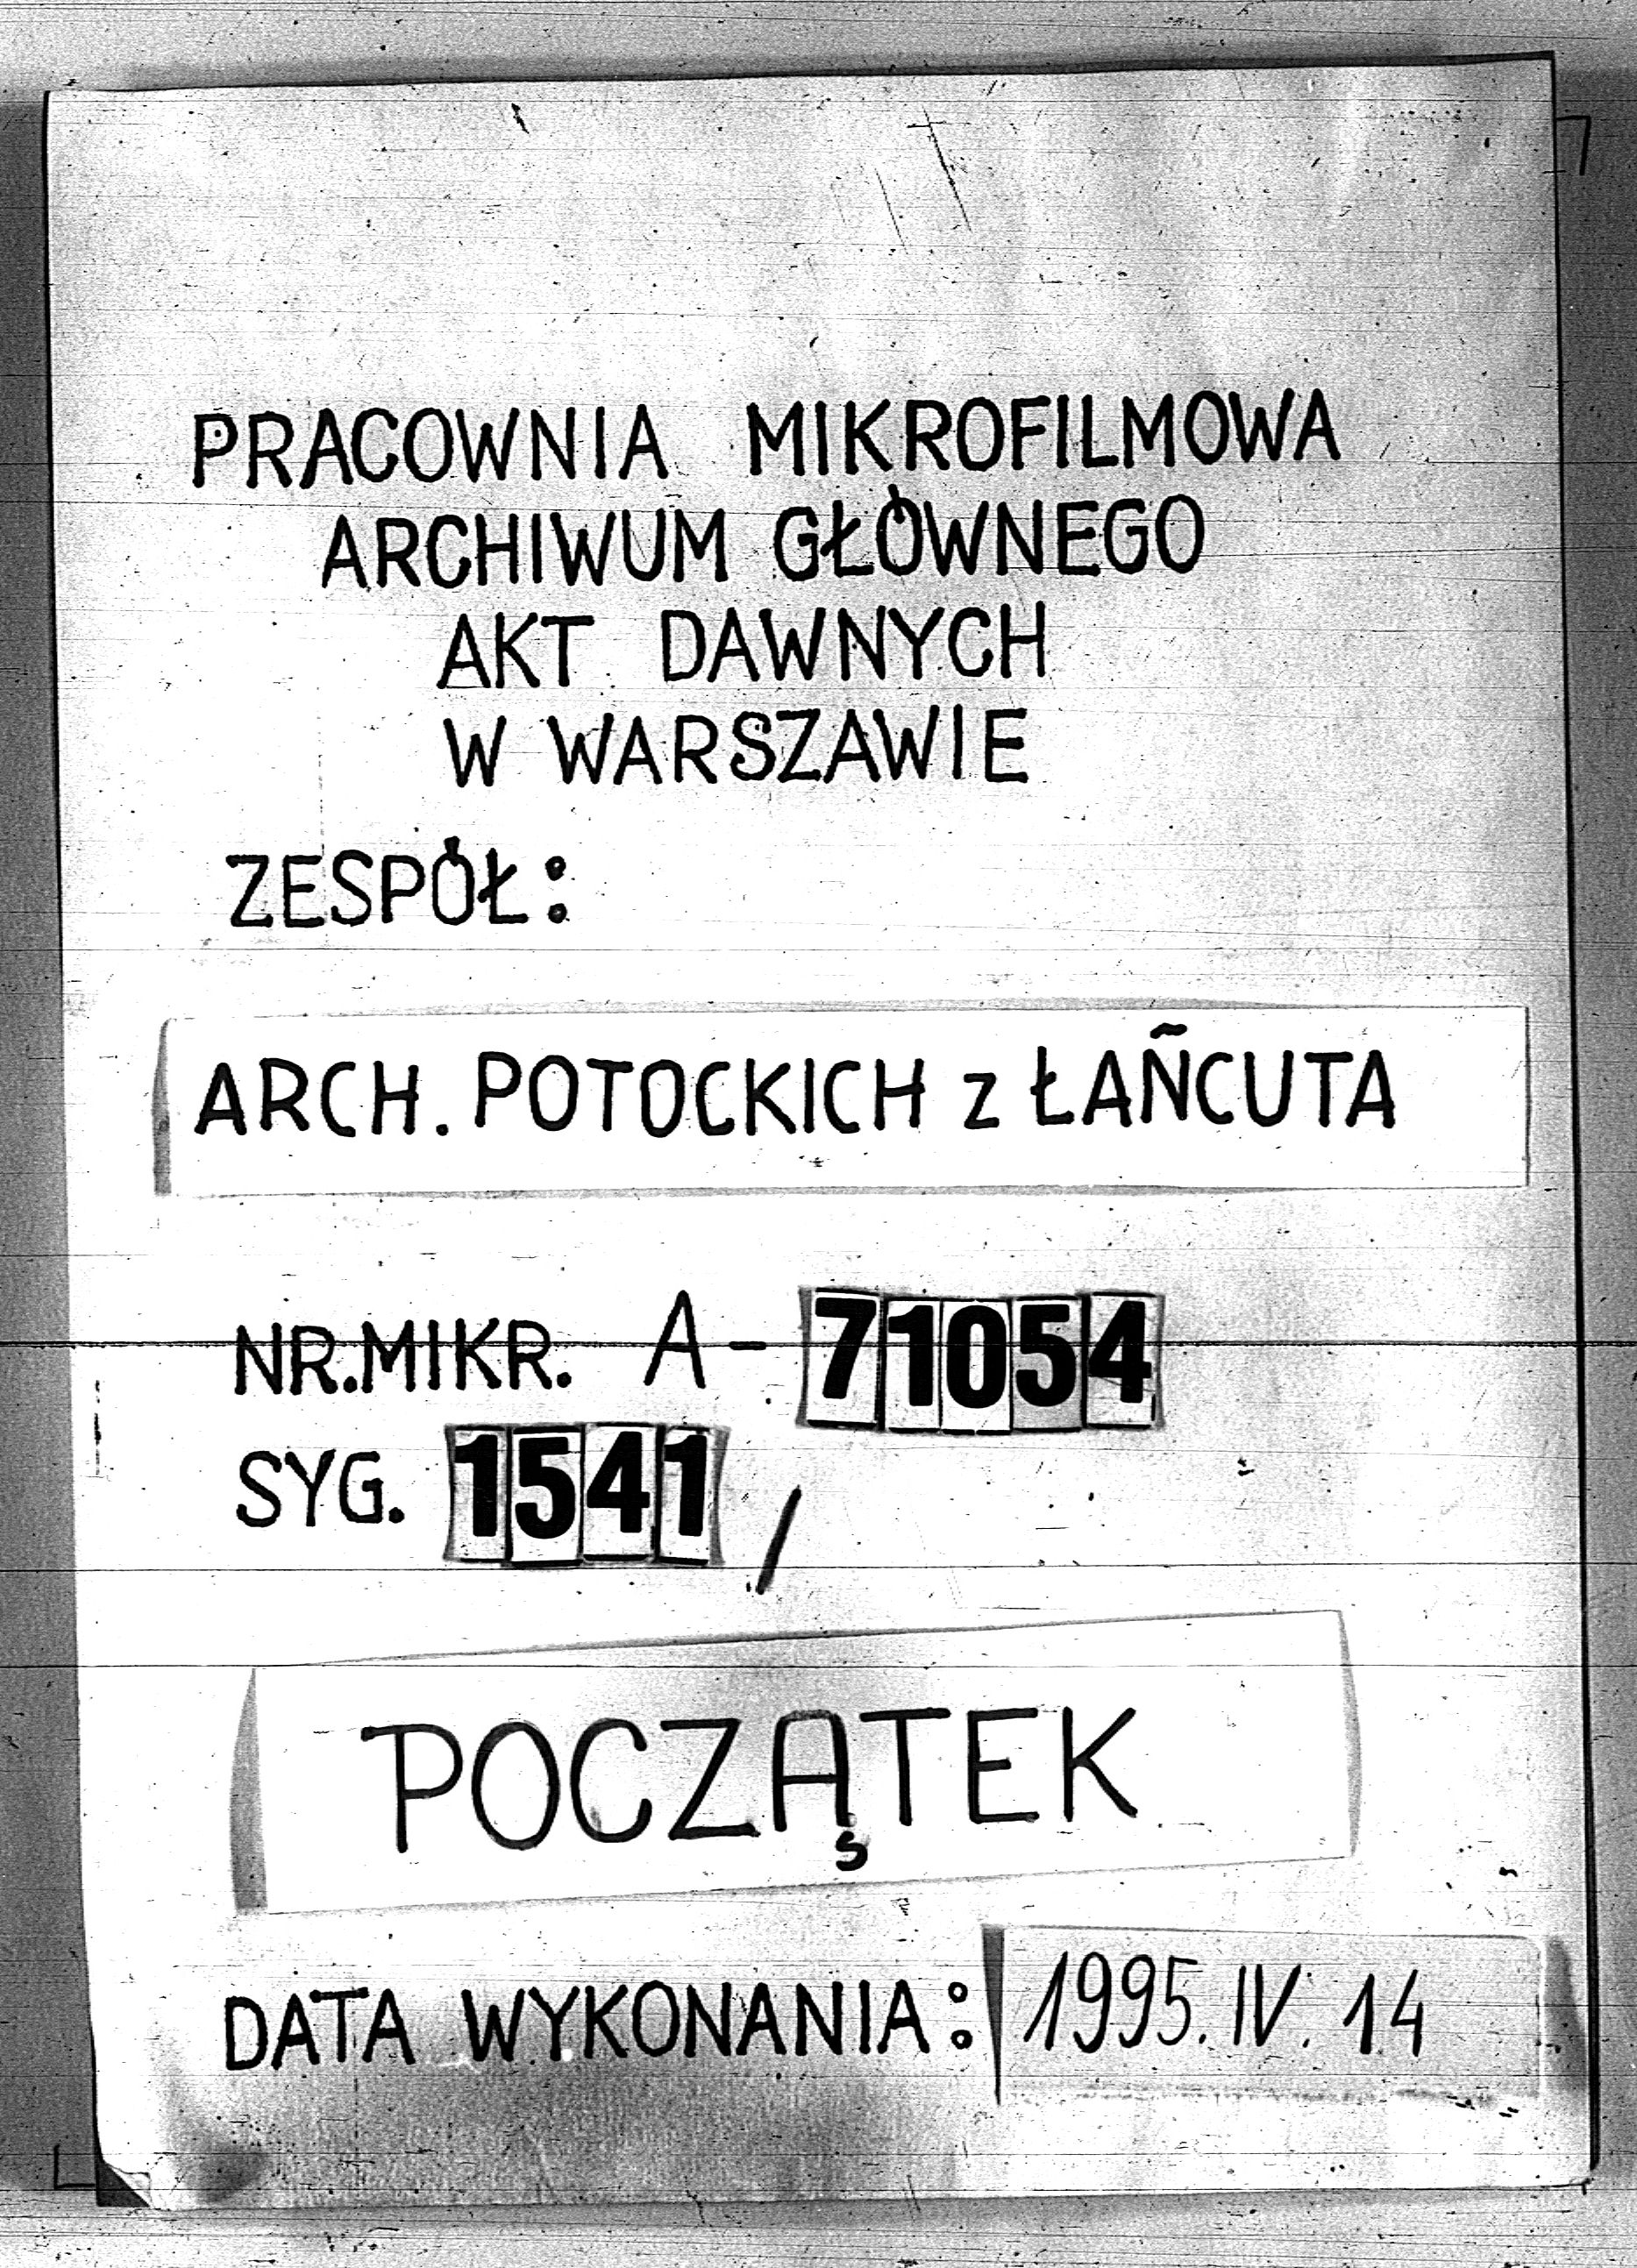 PRACOWNIA MIKROFILMOWA
ARCHIWUM GŁÓWNEGO
AKT DAWNYCH
W WARSZAWIE
ZESPÓŁ:
ARCH. POTOCKICH z ŁAÑCUTA
NR.MIKR. A-71054
SYG. 1541/
POCZĄTEK
DATA WYKONANIA: 1995.IV.14